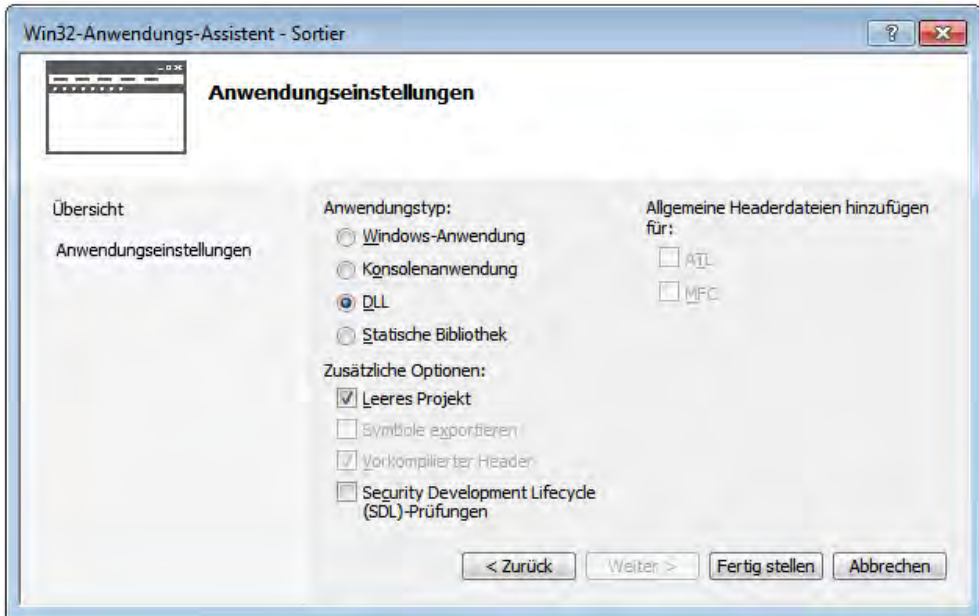 Win32-Anwendungs-Assistent - Sortier
Anwendungseinstellungen
Übersicht
Anwendungseinstellungen
Anwendungstyp:
Windows-Anwendung
Konsolenanwendung
DLL
Statische Bibliothek
Zusätzliche Optionen:
Leeres Projekt
Symbole exportieren
Vorkompilierter Header
Security Development Lifecycle
(SDL)-Prüfungen
Allgemeine Headerdateien hinzufügen
für:
ATL
MFC
< Zurück
Weiter >
Fertig stellen
Abbrechen